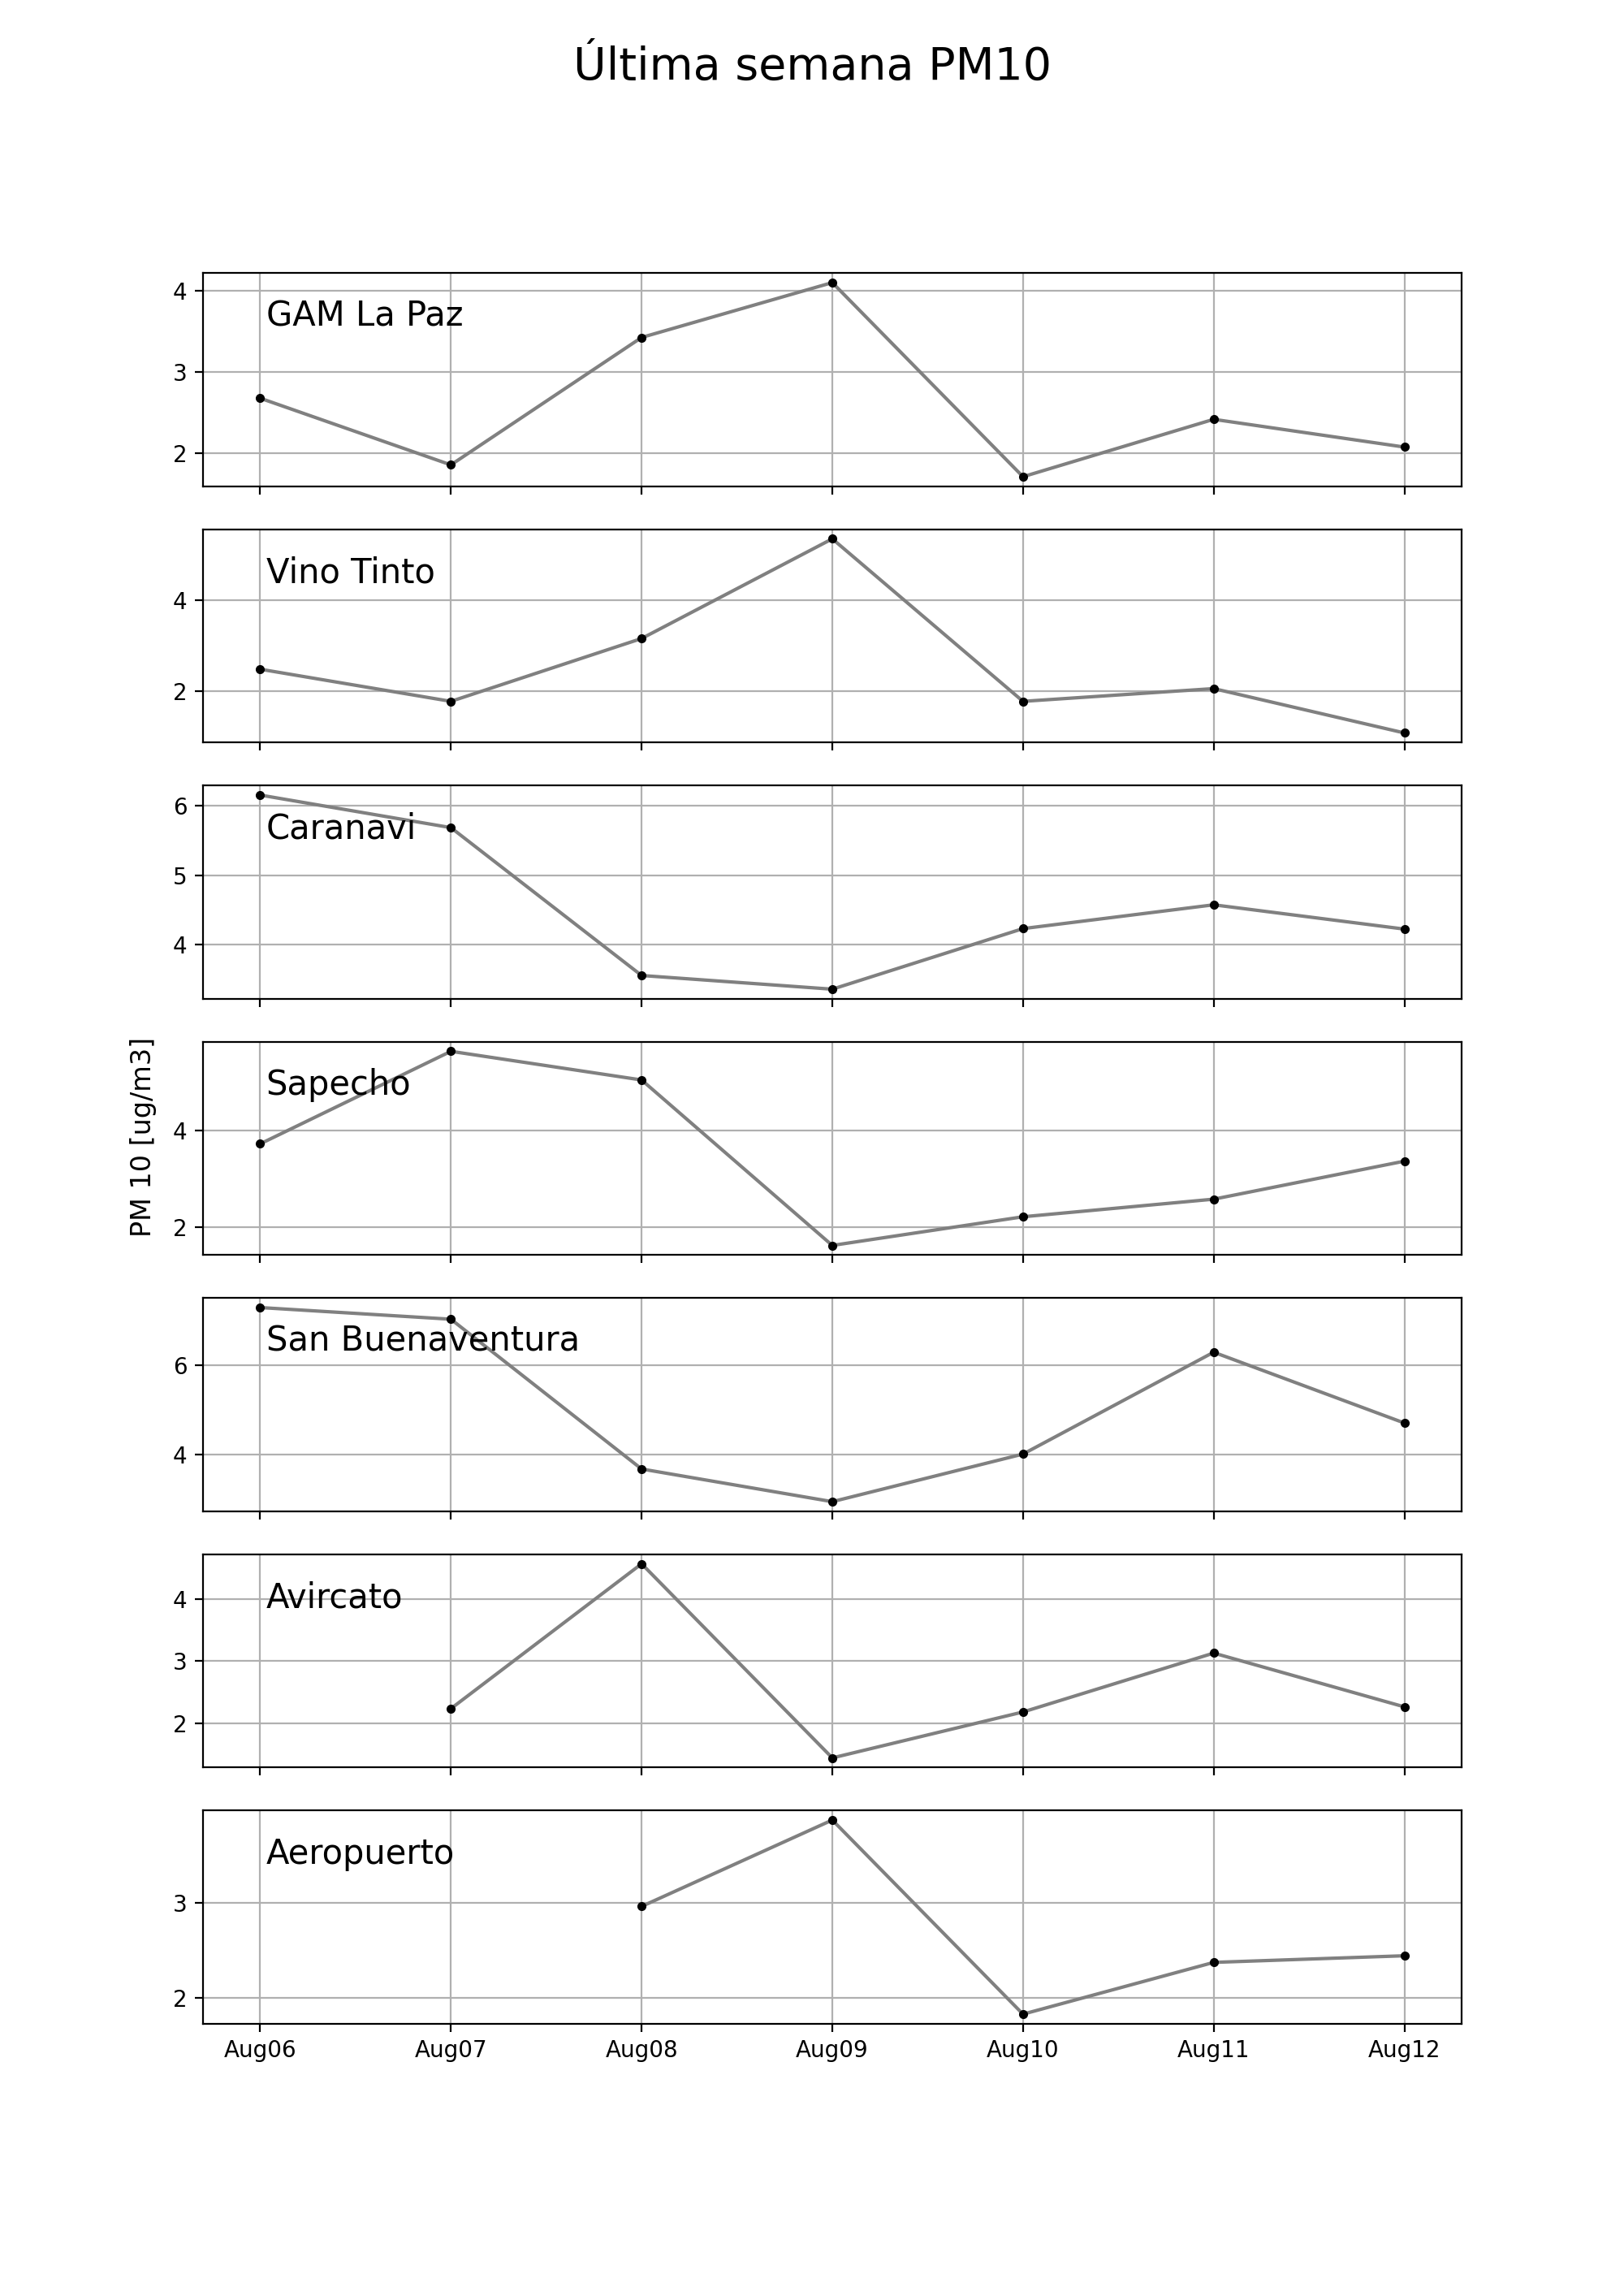 Última semana PM10
4
GAM La Paz
3
2
Vino Tinto
4
2
6
Caranavi
5
4
PM 10 [ug/m3]
Sapecho
4
2
San Buenaventura
6
4
Avircato
4
3
2
Aeropuerto
3
2
Aug06 Aug07 Aug08 Aug09 Aug10 Aug11 Aug12